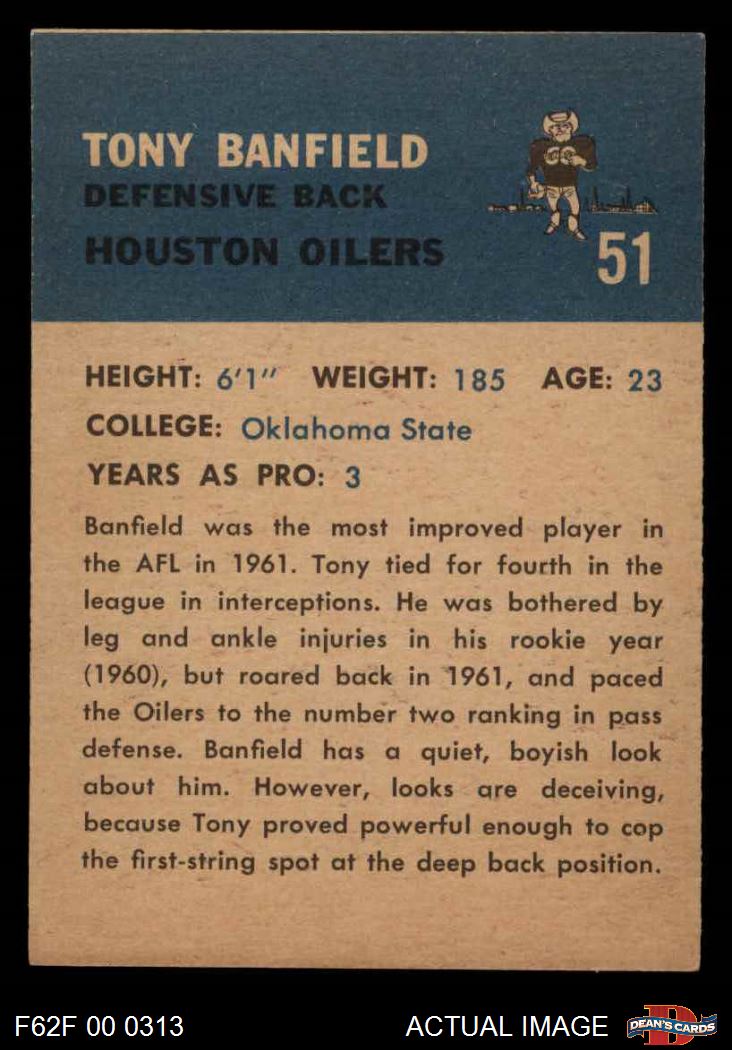 TONY BANFIELD
DEFENSIVE BACK
HOUSTON OILERS
51
HEIGHT: 6'1" WEIGHT: 185 AGE: 23
COLLEGE: Oklahoma State
YEARS AS PRO: 3
Banfield was the most improved player in
the AFL in 1961. Tony tied for fourth in the
league in interceptions. He was bothered by
leg and ankle injuries in his rookie year
(1960), but roared back in 1961, and paced
the Oilers to the number two ranking in pass
defense. Banfield has a quiet, boyish look
about him. However, looks are deceiving,
because Tony proved powerful enough to cop
the first-string spot at the deep back position.
F62F 00 0313 ACTUAL IMAGE D DEAN'S CARDS